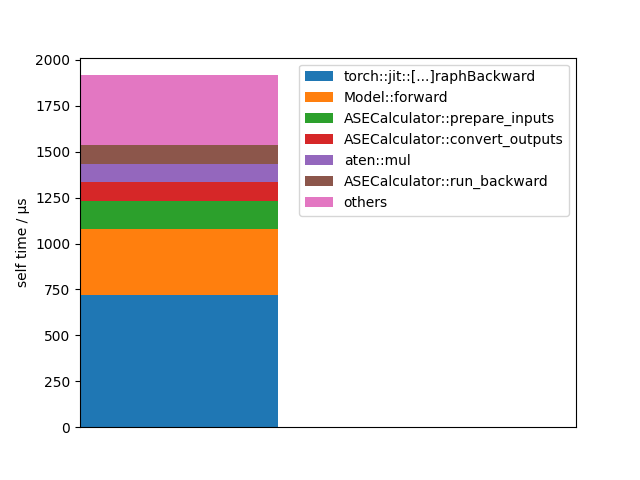 2000
1750
1500
1250
1000
750
500
250
0
self time / µs
torch::jit::[...]raphBackward
Model::forward
ASECalculator::prepare_inputs
ASECalculator::convert_outputs
aten::mul
ASECalculator::run_backward
others